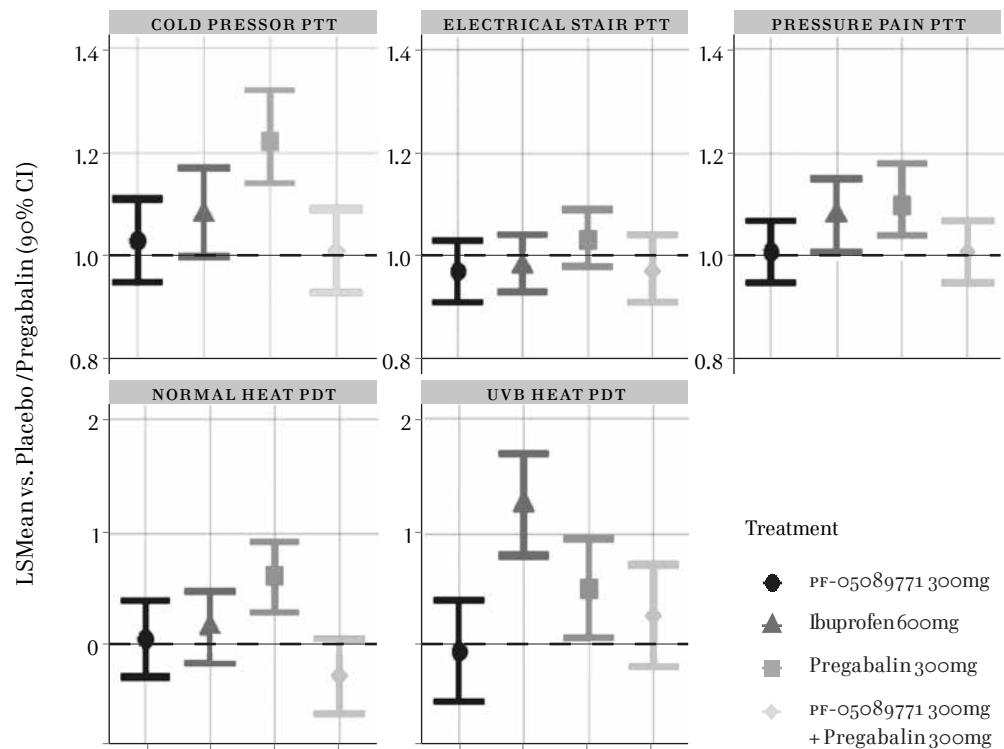 COLD PRESSOR PTT
ELECTRICAL STAIR PTT
PRESSURE PAIN PTT
LSMean vs. Placebo/Pregabalin (90% CI)
1.4
1.2
1.0
0.8
1.4
1.2
1.0
0.8
1.4
1.2
1.0
0.8
NORMAL HEAT PDT
UVB HEAT PDT
2
1
0
2
1
0
Treatment
PF-05089771 300mg
Ibuprofen 600mg
Pregabalin 300mg
PF-05089771 300mg
+ Pregabalin 300mg